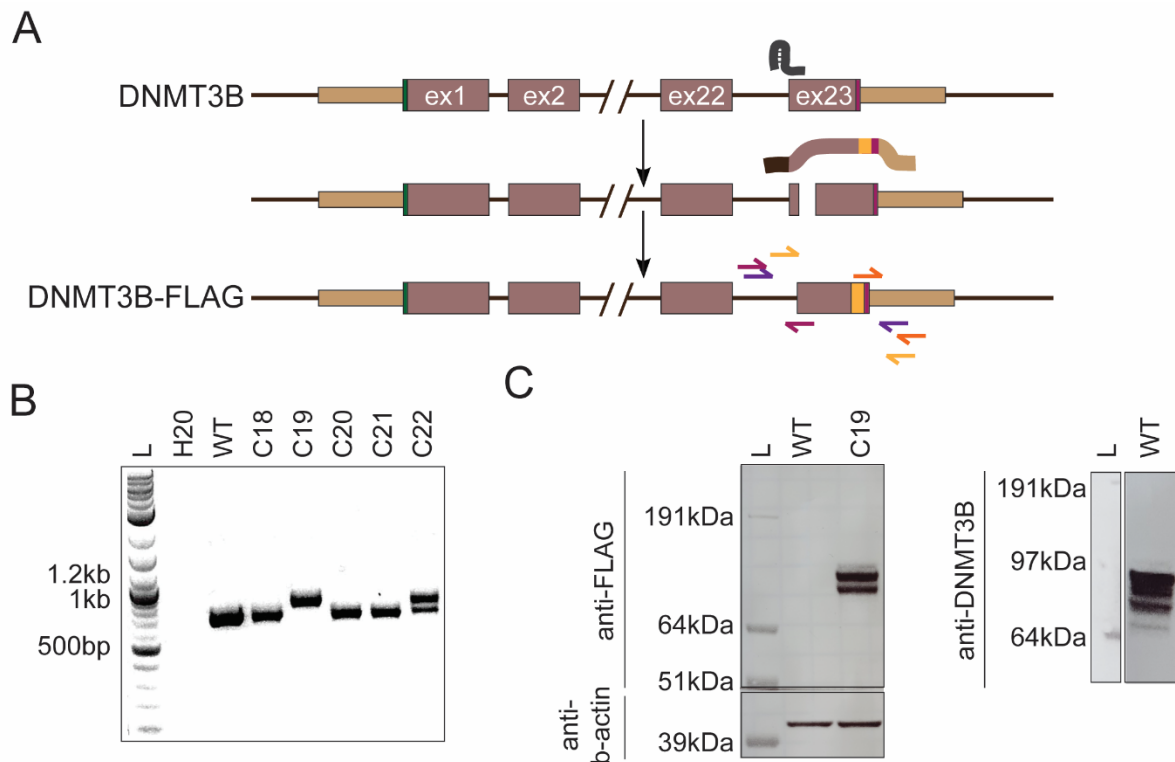 A
DNMT3B
ex1
ex2
ex22
ex23
DNMT3B-FLAG
B
L
H20
WT
C18
C19
C20
C21
C22
1.2kb
1kb
500bp
C
L
WT
C19
anti-FLAG
191kDa
64kDa
51kDa
anti-
b-actin
39kDa
L
WT
anti-DNMT3B
191kDa
97kDa
64kDa